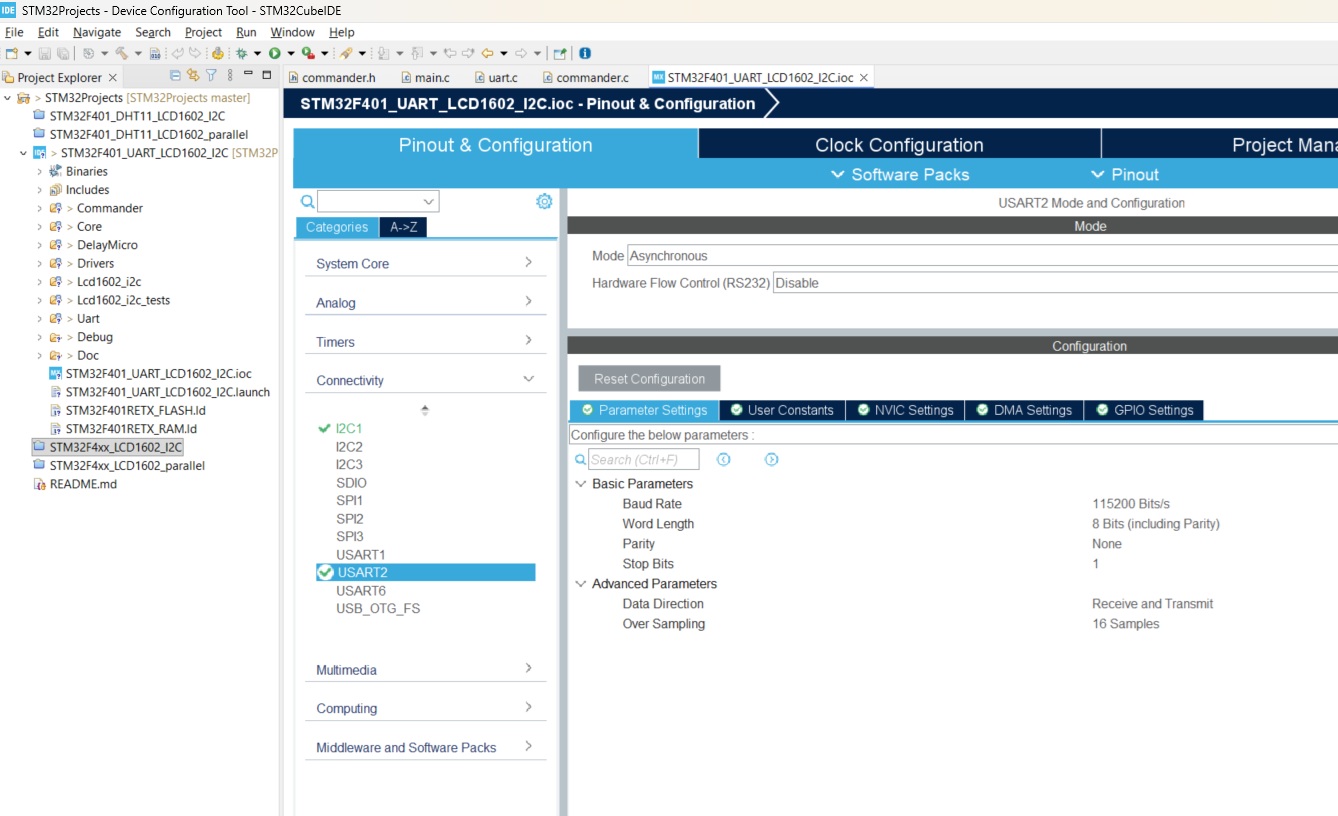 IDE STM32Projects - Device Configuration Tool - STM32CubeIDE
File Edit Navigate Search Project Run Window Help
Project Explorer
commander.h main.c uart.c commander.c MX STM32F401_UART_LCD1602_I2C.ioc
> STM32Projects [STM32Projects master]
STM32F401_DHT11_LCD1602_I2C
STM32F401_DHT11_LCD1602_parallel
> STM32F401_UART_LCD1602_I2C [STM32P
Binaries
Includes
> Commander
> Core
> DelayMicro
> Drivers
> Lcd1602_i2c
> Lcd1602_i2c_tests
> Uart
> Debug
> Doc
STM32F401_UART_LCD1602_I2C.ioc
STM32F401_UART_LCD1602_I2C.launch
STM32F401RETX_FLASH.ld
STM32F401RETX_RAM.ld
STM32F4xx_LCD1602_I2C
STM32F4xx_LCD1602_parallel
README.md
STM32F401_UART_LCD1602_I2C.ioc - Pinout & Configuration
Pinout & Configuration
Clock Configuration
Project Mana
Software Packs
Pinout
Categories
A->Z
System Core
Analog
Timers
Connectivity
I2C1
I2C2
I2C3
SDIO
SPI1
SPI2
SPI3
USART1
USART2
USART6
USB_OTG_FS
Multimedia
Computing
Middleware and Software Packs
USART2 Mode and Configuration
Mode
Mode Asynchronous
Hardware Flow Control (RS232) Disable
Configuration
Reset Configuration
Parameter Settings User Constants NVIC Settings DMA Settings GPIO Settings
Configure the below parameters :
Search (Ctrl+F)
Basic Parameters
Baud Rate 115200 Bits/s
Word Length 8 Bits (including Parity)
Parity None
Stop Bits 1
Advanced Parameters
Data Direction Receive and Transmit
Over Sampling 16 Samples